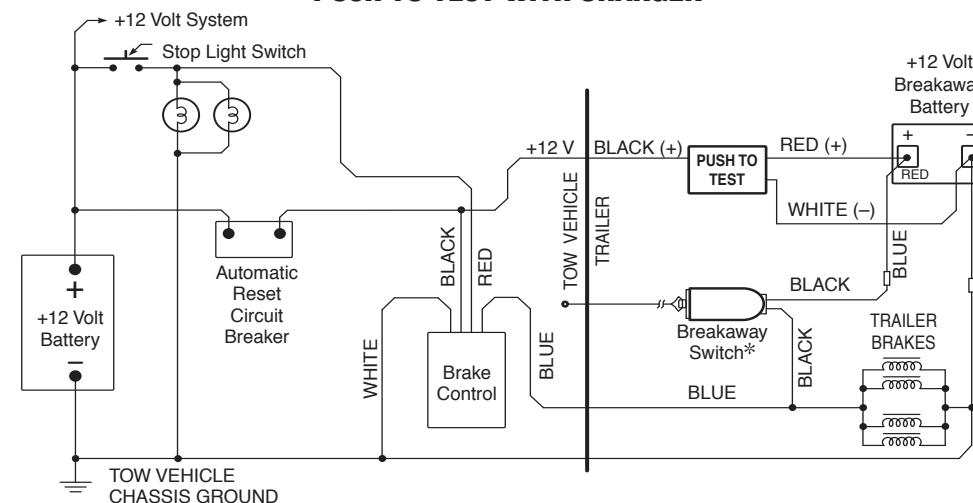 +12 Volt System
Stop Light Switch
+12 Volt
Battery
+
–
Automatic
Reset
Circuit
Breaker
WHITE
BLACK
RED
Brake
Control
BLUE
+12 V
TOW VEHICLE
TRAILER
BLACK (+)
PUSH TO
TEST
RED (+)
WHITE (–)
+12 Volt
Battery
+
–
RED
BLUE
BLACK
Breakaway
Switch*
BLACK
BLUE
TRAILER
BRAKES
TOW VEHICLE
CHASSIS GROUND